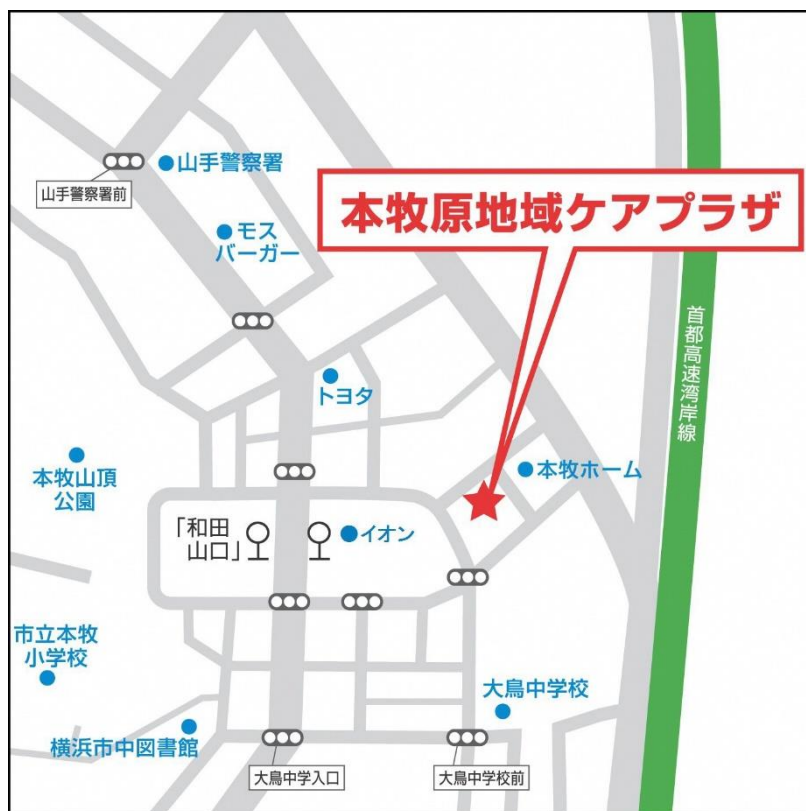 山手警察署
山手警察署前
本牧原地域ケアプラザ
モス
バーガー
首都高速湾岸線
トヨタ
本牧山頂
公園
本牧ホーム
「和田
山口」
イオン
市立本牧
小学校
大鳥中学校
横浜市中図書館
大鳥中学入口
大鳥中学校前